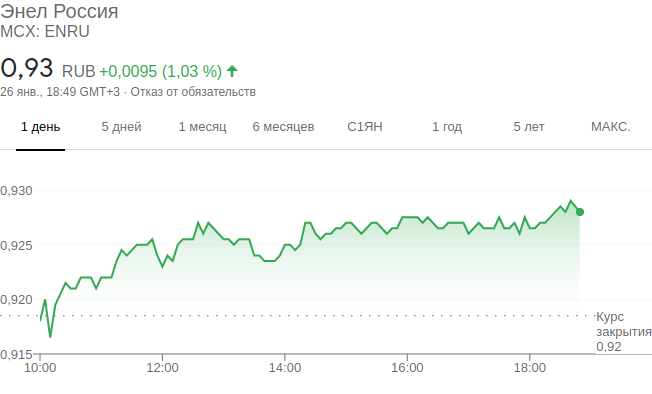 Энел Россия
MCX: ENRU
0,93 RUB +0,0095 (1,03 %)
26 янв., 18:49 GMT+3 · Отказ от обязательств
1 день 5 дней 1 месяц 6 месяцев С1ЯН 1 год 5 лет МАКС.
0,930
0,925
0,920
Курс
закрытия
0,92
0,915
10:00 12:00 14:00 16:00 18:00